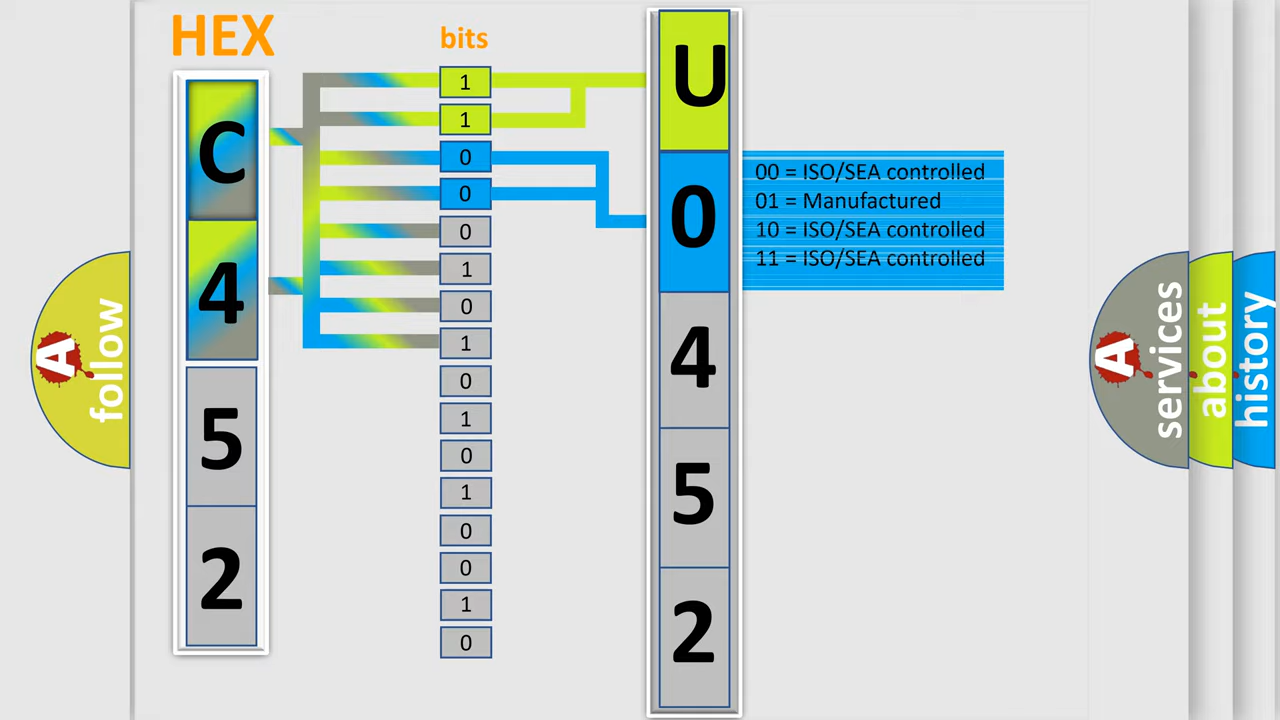 HEX
bits
C
4
5
2
1
1
0
0
0
1
0
1
0
1
0
1
0
0
1
0
U
0
4
5
2
00 = ISO/SEA controlled
01 = Manufactured
10 = ISO/SEA controlled
11 = ISO/SEA controlled
A
follow
A
services
about
history